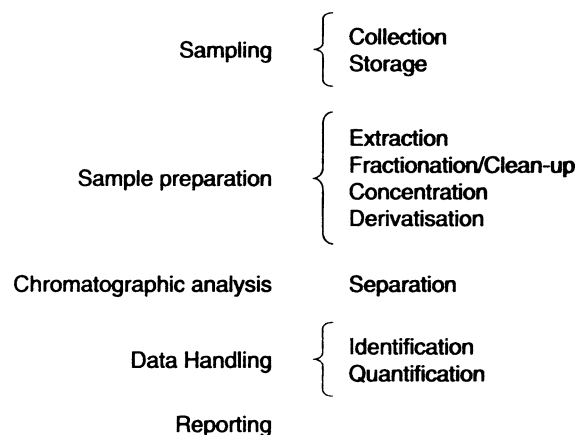 Sampling
Collection
Storage
Sample preparation
Extraction
Fractionation/Clean-up
Concentration
Derivatisation
Chromatographic analysis
Separation
Data Handling
Identification
Quantification
Reporting